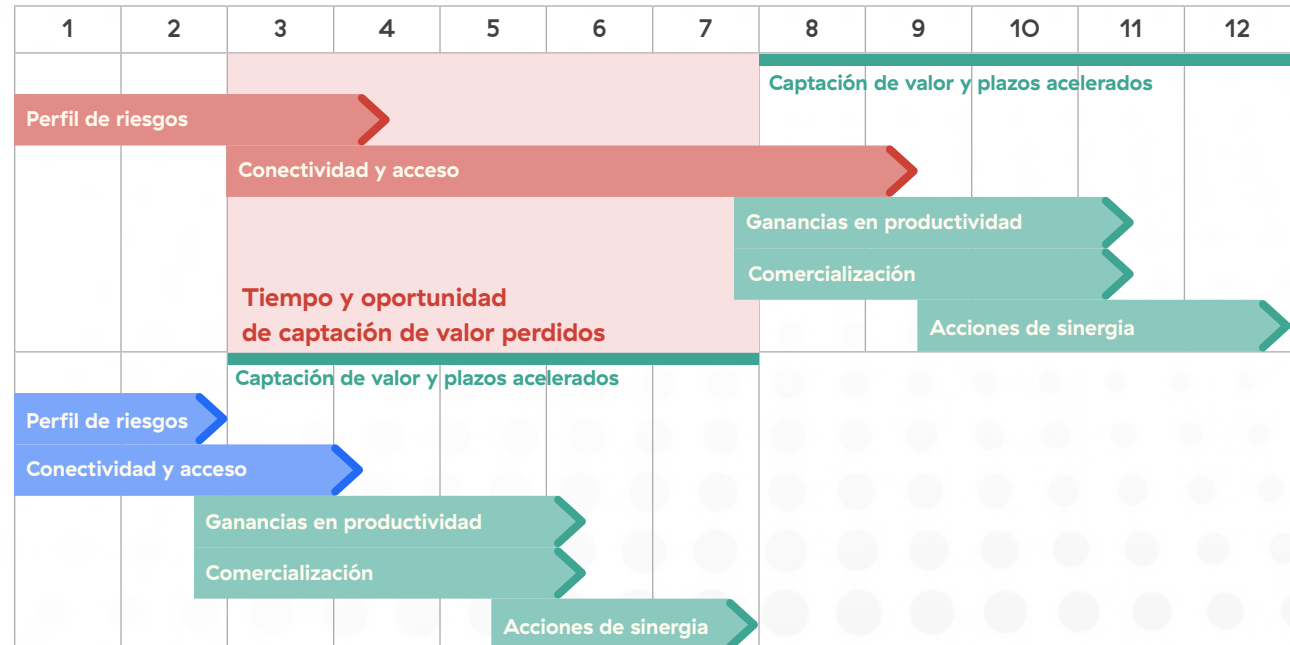 1 2 3 4 5 6 7 8 9 10 11 12
Captación de valor y plazos acelerados
Perfil de riesgos
Conectividad y acceso
Ganancias en productividad
Comercialización
Tiempo y oportunidad
de captación de valor perdidos
Acciones de sinergia
Captación de valor y plazos acelerados
Perfil de riesgos
Conectividad y acceso
Ganancias en productividad
Comercialización
Acciones de sinergia